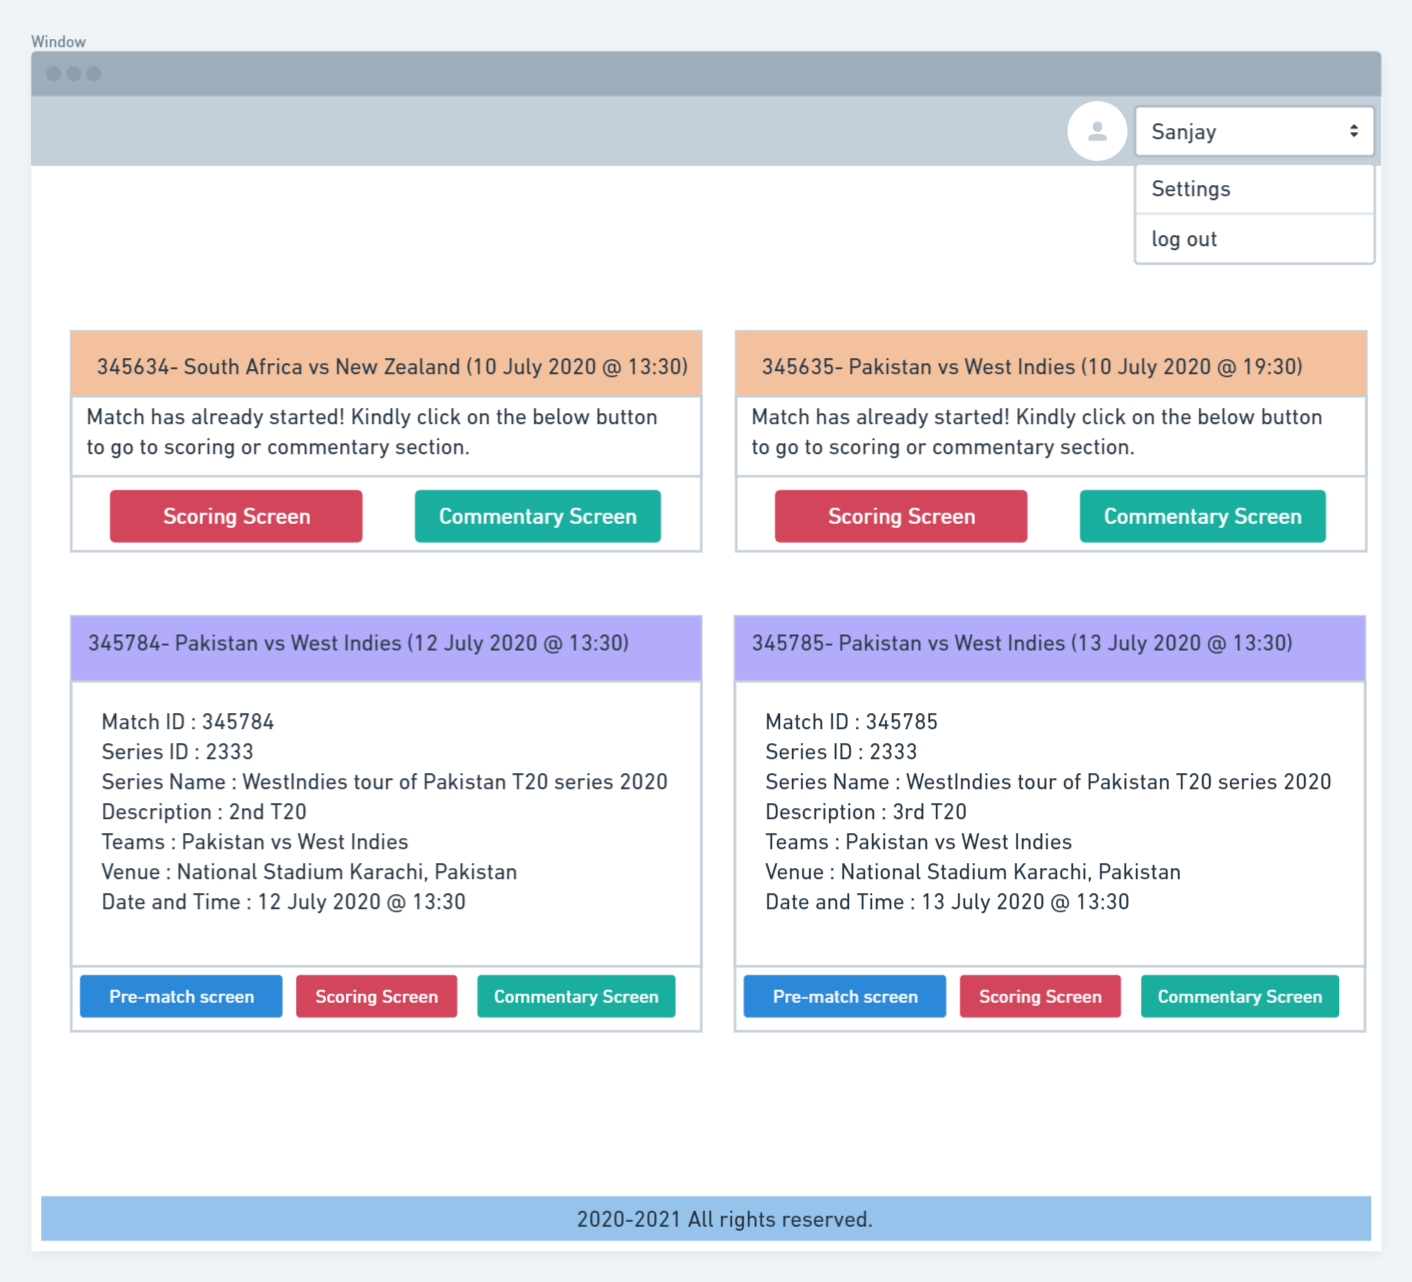 Window
Sanjay
Settings
log out
345634- South Africa vs New Zealand (10 July 2020 @ 13:30)
Match has already started! Kindly click on the below button
to go to scoring or commentary section.
Scoring Screen
Commentary Screen
345635- Pakistan vs West Indies (10 July 2020 @ 19:30)
Match has already started! Kindly click on the below button
to go to scoring or commentary section.
Scoring Screen
Commentary Screen
345784- Pakistan vs West Indies (12 July 2020 @ 13:30)
Match ID : 345784
Series ID : 2333
Series Name : WestIndies tour of Pakistan T20 series 2020
Description : 2nd T20
Teams : Pakistan vs West Indies
Venue : National Stadium Karachi, Pakistan
Date and Time : 12 July 2020 @ 13:30
Pre-match screen
Scoring Screen
Commentary Screen
345785- Pakistan vs West Indies (13 July 2020 @ 13:30)
Match ID : 345785
Series ID : 2333
Series Name : WestIndies tour of Pakistan T20 series 2020
Description : 3rd T20
Teams : Pakistan vs West Indies
Venue : National Stadium Karachi, Pakistan
Date and Time : 13 July 2020 @ 13:30
Pre-match screen
Scoring Screen
Commentary Screen
2020-2021 All rights reserved.